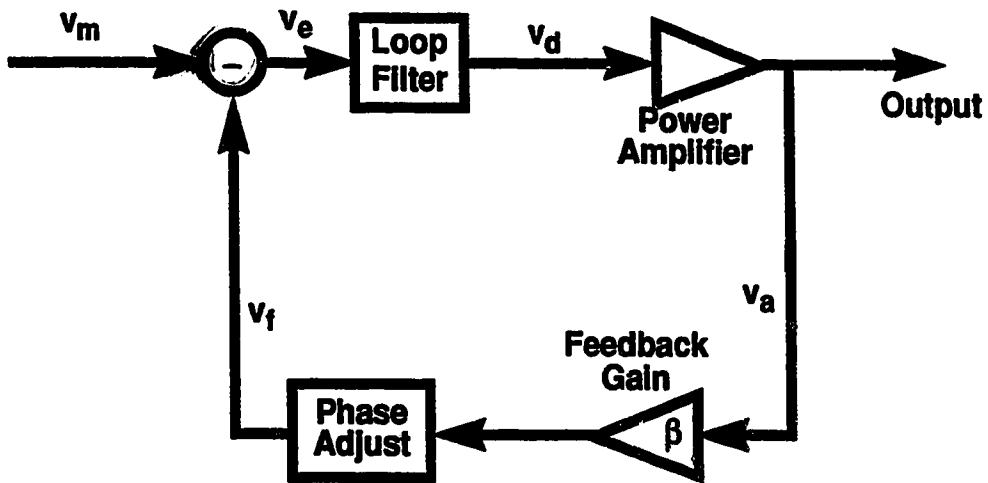 vm
ve
Loop
Filter
vd
Power
Amplifier
Output
va
vf
Feedback
Gain
β
Phase
Adjust
−